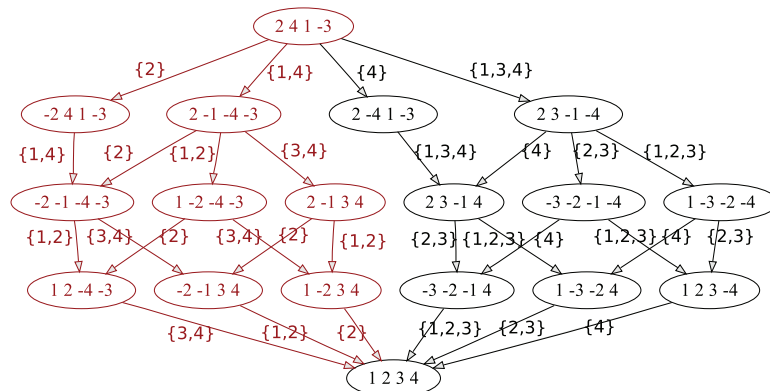 2 4 1 -3
{2} {1,4} {4} {1,3,4}
-2 4 1 -3 2 -1 -4 -3 2 -4 1 -3 2 3 -1 -4
{1,4} {2} {1,2} {3,4} {1,3,4} {4} {2,3} {1,2,3}
-2 -1 -4 -3 1 -2 -4 -3 2 -1 3 4 2 3 -1 4 -3 -2 -1 -4 1 -3 -2 -4
{1,2} {3,4} {2} {3,4} {2} {1,2} {2,3} {1,2,3} {4} {1,2,3} {4} {2,3}
1 2 -4 -3 -2 -1 3 4 1 -2 3 4 -3 -2 -1 4 1 -3 -2 4 1 2 3 -4
{3,4} {1,2} {2} {1,2,3} {2,3} {4}
1 2 3 4